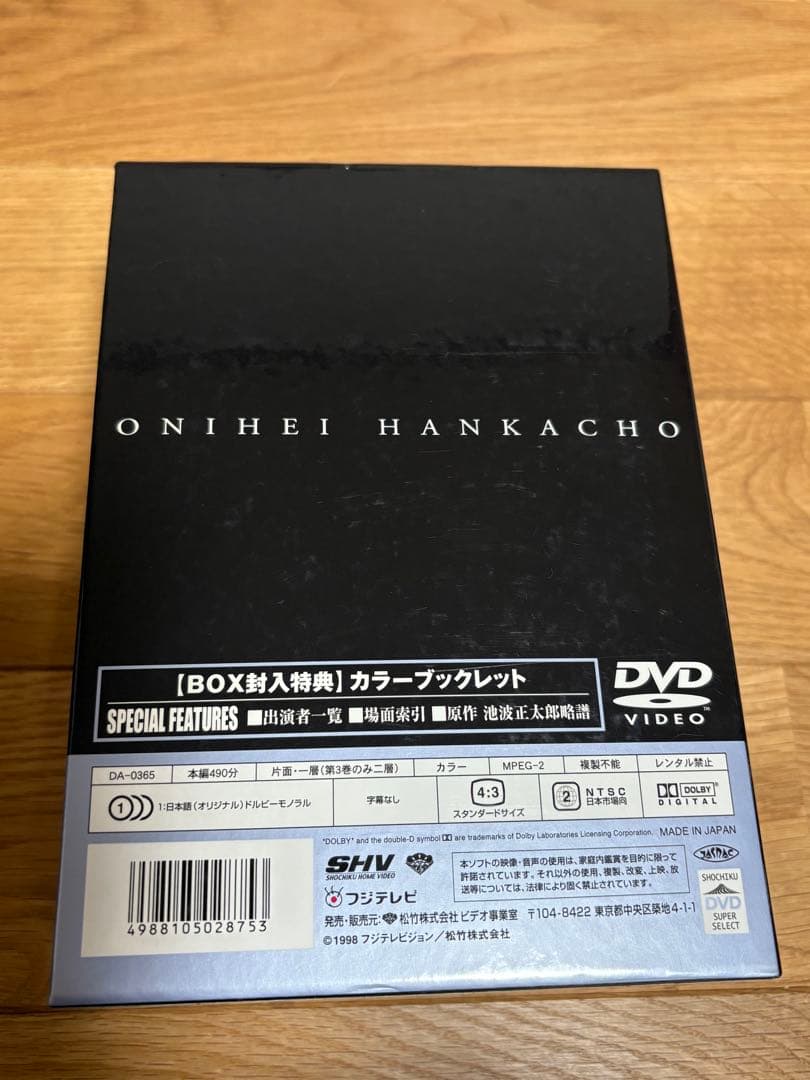 ONIHEI HANKACHO
【BOX封入特典】カラーブックレット
SPECIAL FEATURES ■出演者一覧 ■場面索引 ■原作 池波正太郎略譜
DVD
VIDEO
TM
DA-0365 本編490分 片面・一層(第3巻のみ二層) カラー MPEG-2 複製不能 レンタル禁止
1 1:日本語(オリジナル)ドルビーモノラル 字幕なし
4:3
スタンダードサイズ
2 NTSC
日本市場向
DOLBY
DIGITAL
"DOLBY" and the double-D symbol are trademarks of Dolby Laboratories Licensing Corporation. MADE IN JAPAN
SHV
SHOCHIKU HOME VIDEO
フジテレビ
本ソフトの映像・音声の使用は、家庭内鑑賞を目的に限って
許諾されています。それ以外の使用、複製、改変、上映、放
送等については、法律により固く禁止されています。
JASRAC
SHOCHIKU
DVD
SUPER
SELECT
発売・販売元: 松竹株式会社 ビデオ事業室 〒104-8422 東京都中央区築地4-1-1
©1998 フジテレビジョン/松竹株式会社
4988105028753